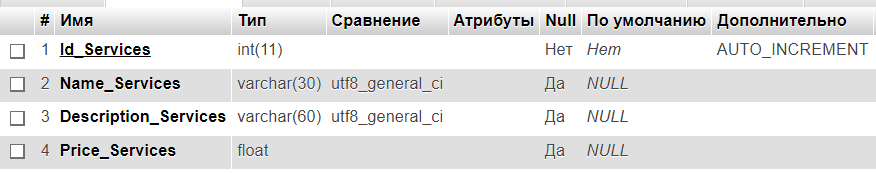 # Имя Тип Сравнение Атрибуты Null По умолчанию Дополнительно
1 Id_Services int(11) Нет Нет AUTO_INCREMENT
2 Name_Services varchar(30) utf8_general_ci Да NULL
3 Description_Services varchar(60) utf8_general_ci Да NULL
4 Price_Services float Да NULL